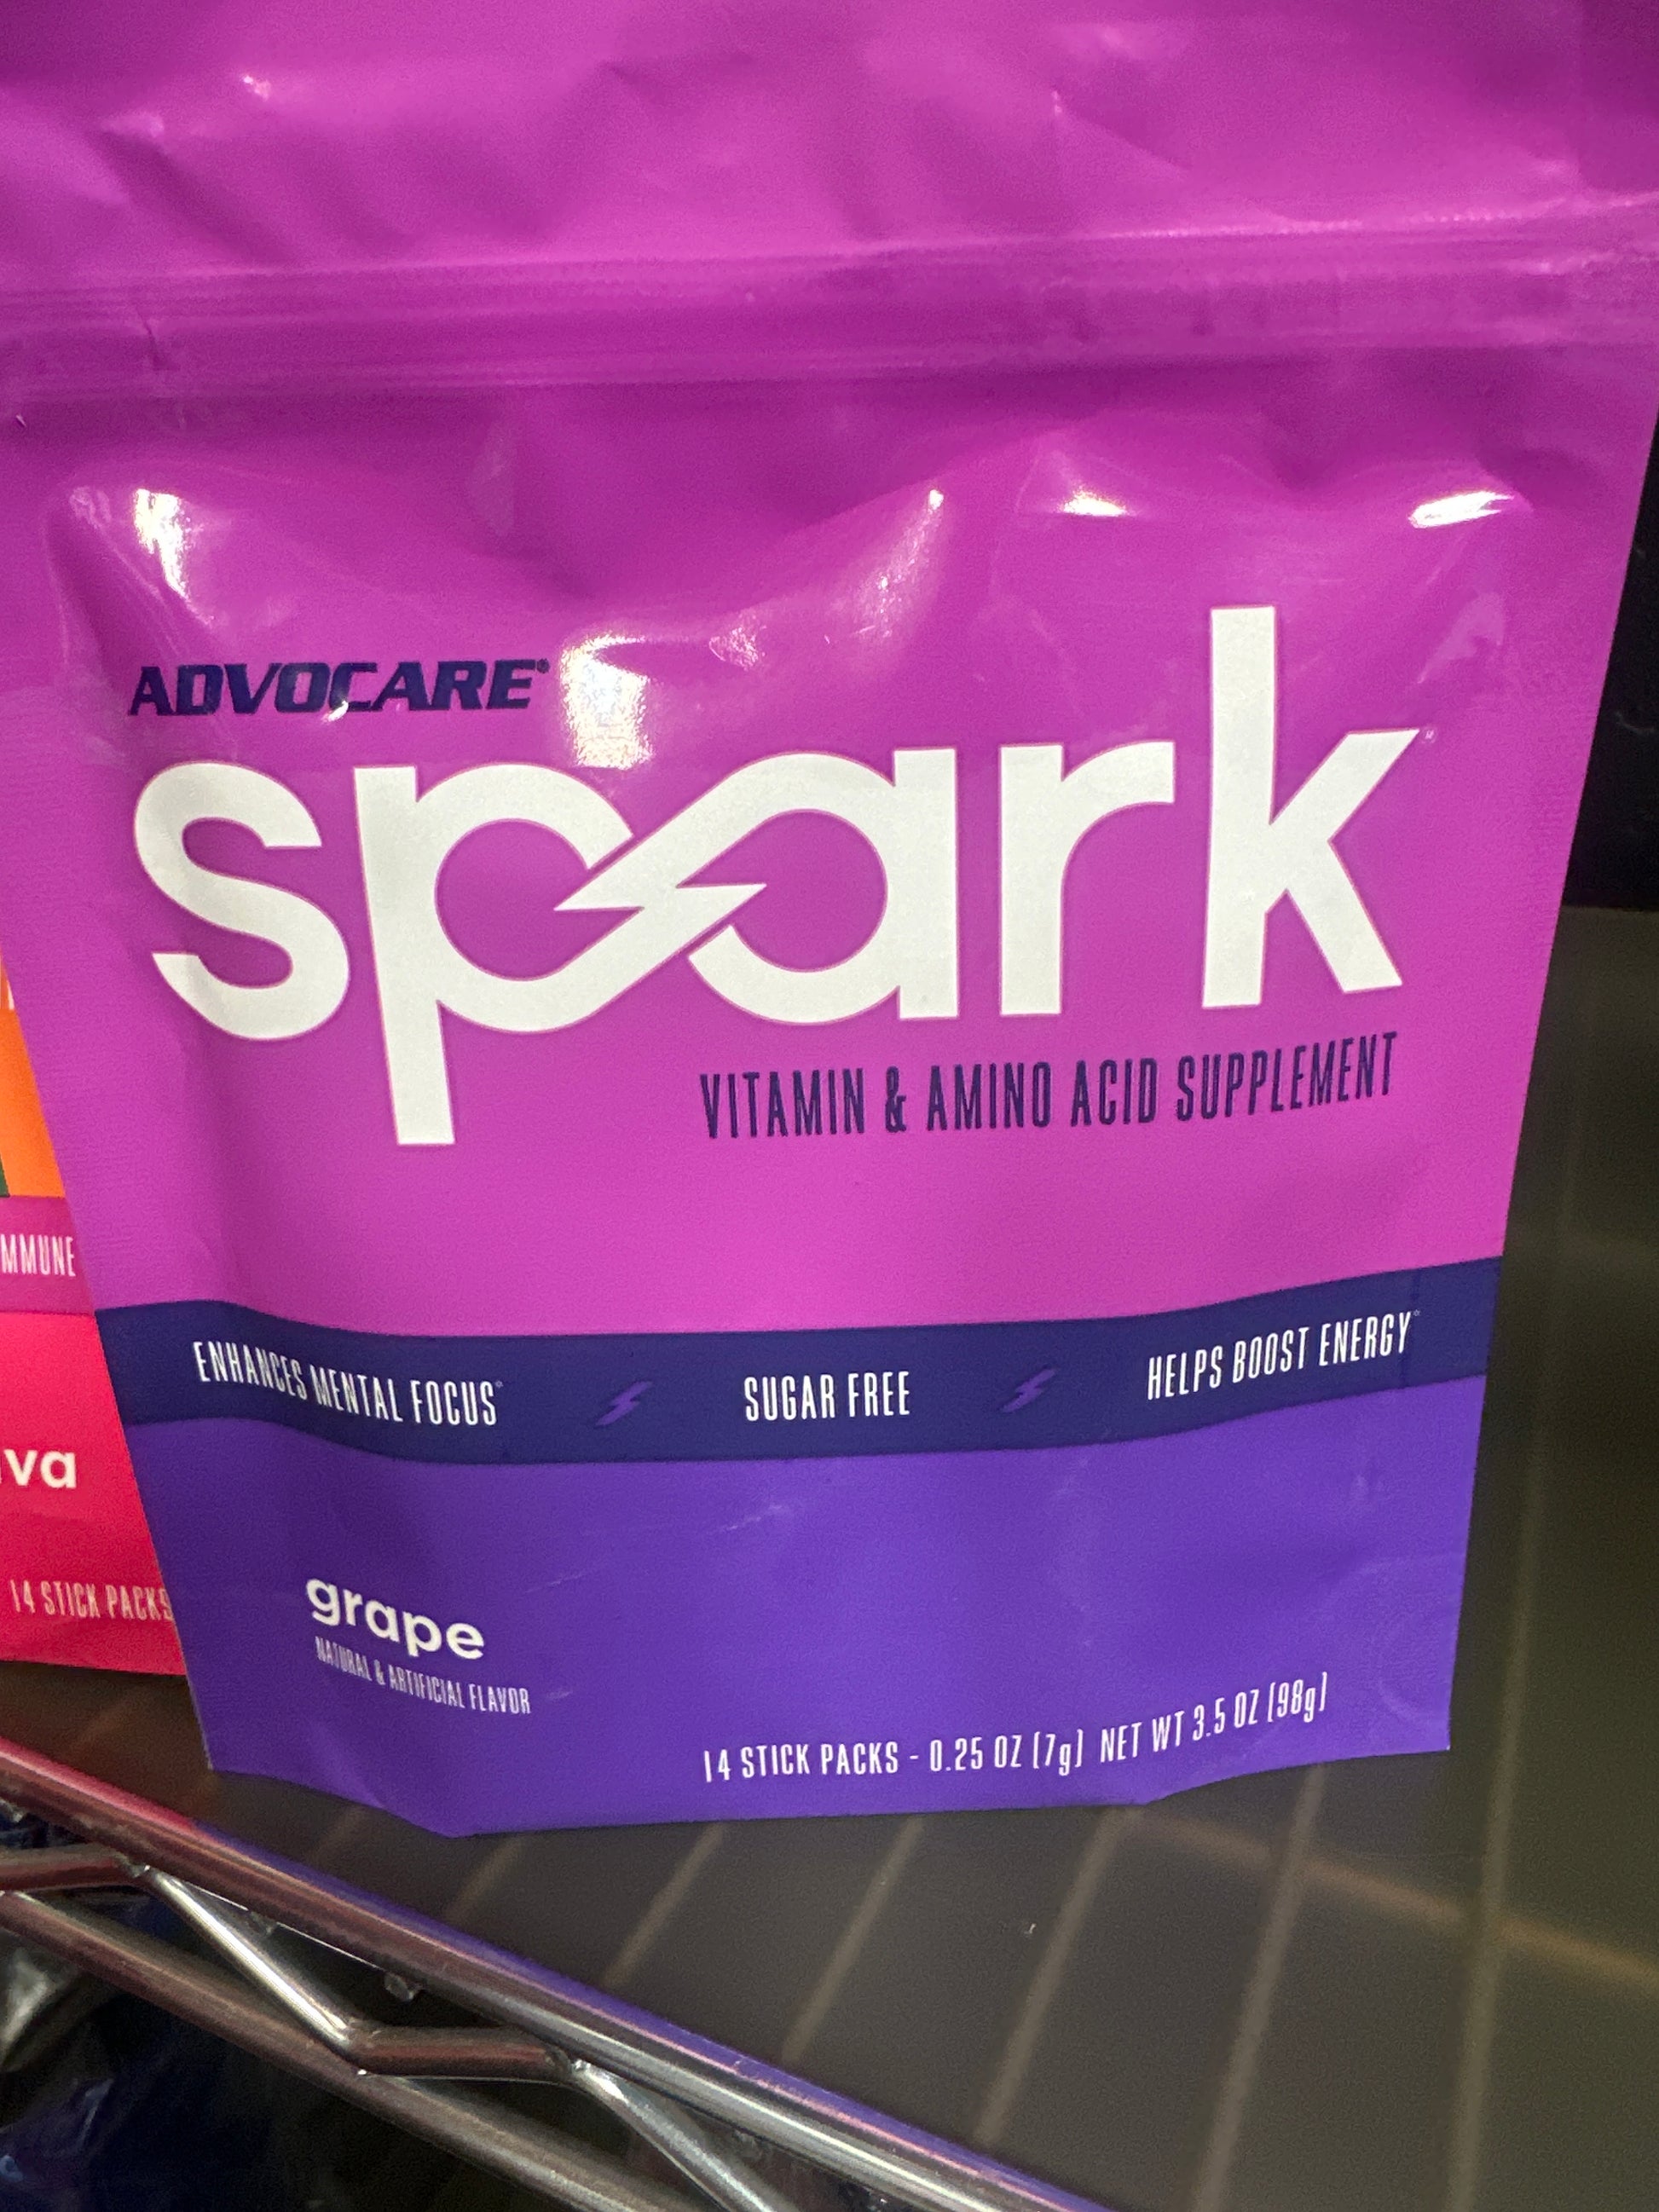 ADVOCARE®
spark®
VITAMIN & AMINO ACID SUPPLEMENT
ENHANCES MENTAL FOCUS* SUGAR FREE HELPS BOOST ENERGY*
grape
NATURAL & ARTIFICIAL FLAVOR
14 STICK PACKS - 0.25 OZ (7g) NET WT 3.5 OZ (98g)
MMUNE
va
14 STICK PACKS